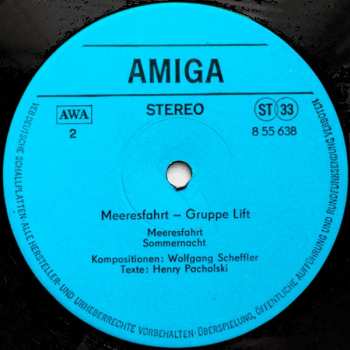 AMIGA
STEREO
AWA
2
ST 33
8 55 638
Meeresfahrt – Gruppe Lift
Meeresfahrt
Sommernacht
Kompositionen: Wolfgang Scheffler
Texte: Henry Pacholski
VEB DEUTSCHE SCHALLPLATTEN ALLE HERSTELLER- UND URHEBERRECHTE VORBEHALTEN · ÜBERSPIELUNG, ÖFFENTLICHE AUFFÜHRUNG UND RUNDFUNKSENDUNG VERBOTEN